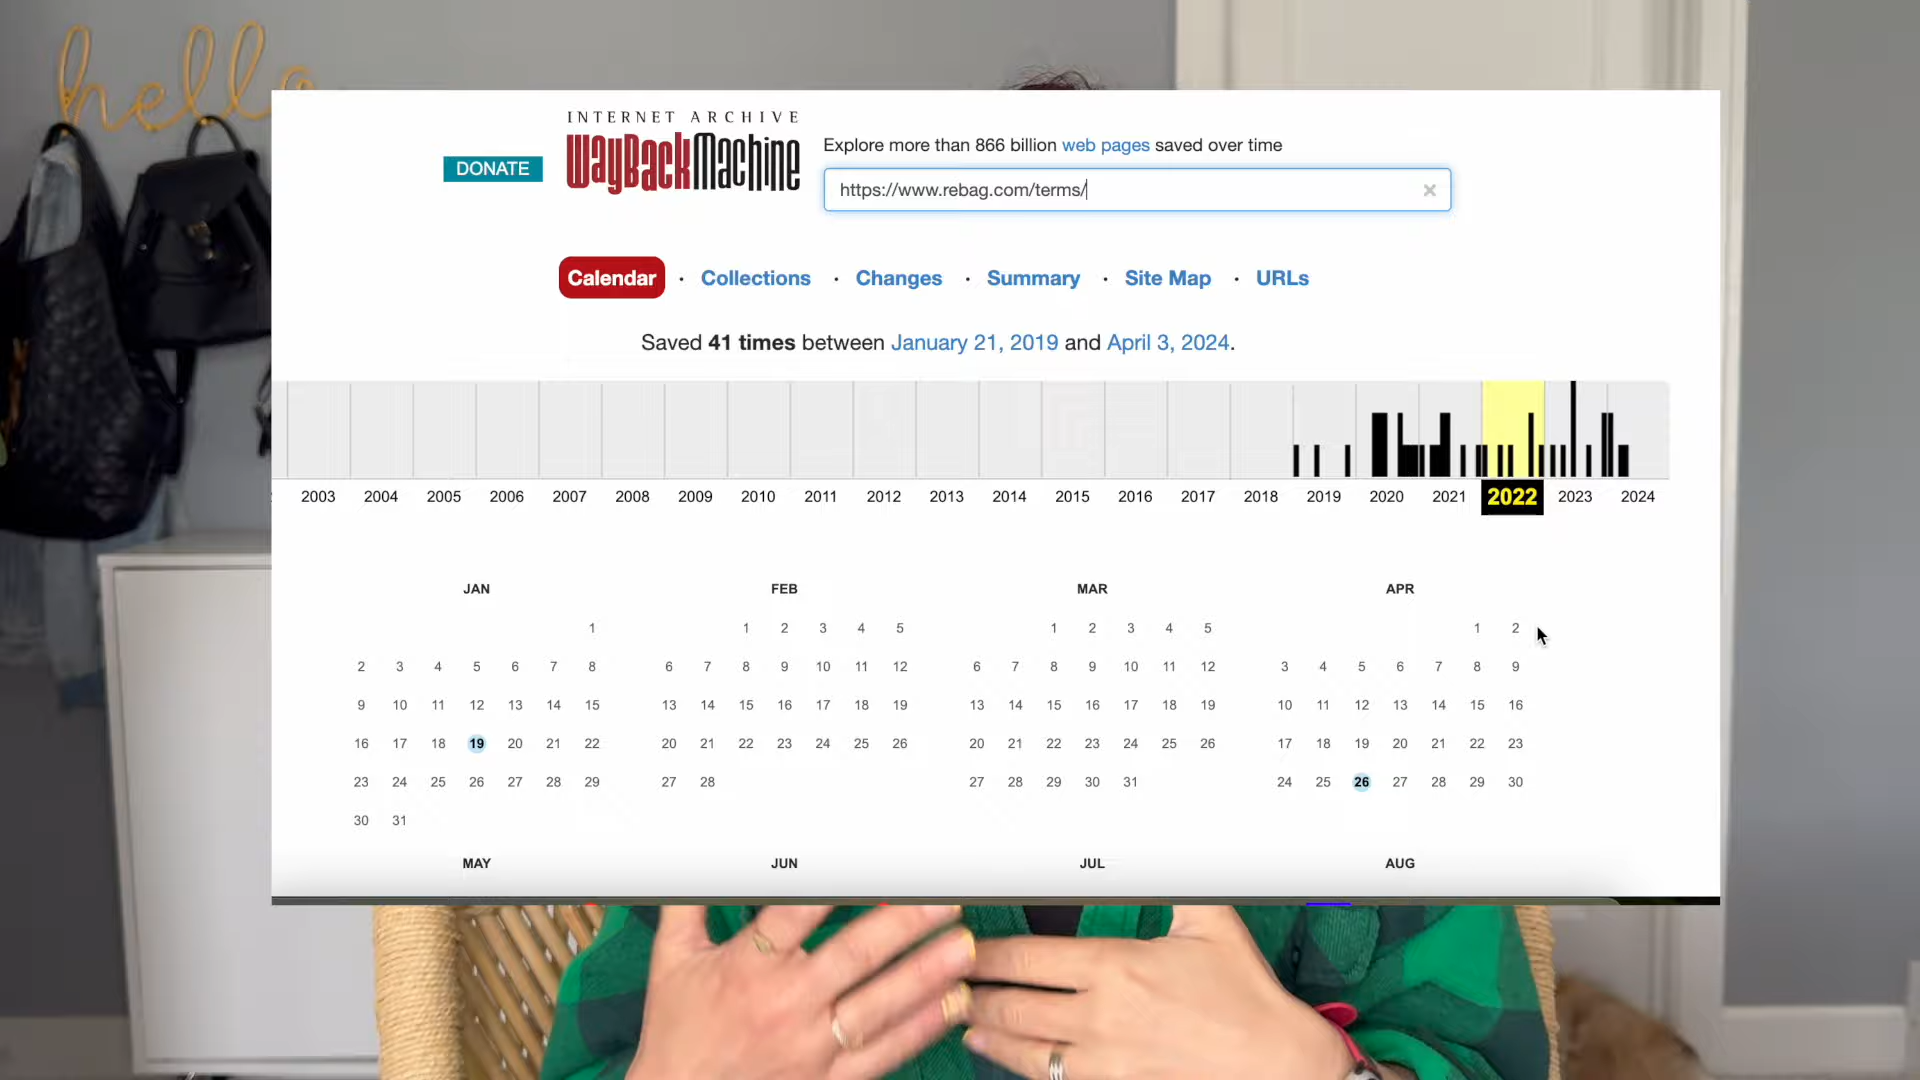 hello
INTERNET ARCHIVE
WayBackMachine
DONATE
Explore more than 866 billion web pages saved over time
https://www.rebag.com/terms/
×
Calendar · Collections · Changes · Summary · Site Map · URLs
Saved 41 times between January 21, 2019 and April 3, 2024.
2003 2004 2005 2006 2007 2008 2009 2010 2011 2012 2013 2014 2015 2016 2017 2018 2019 2020 2021 2022 2023 2024
JAN
1
2 3 4 5 6 7 8
9 10 11 12 13 14 15
16 17 18 19 20 21 22
23 24 25 26 27 28 29
30 31
FEB
1 2 3 4 5
6 7 8 9 10 11 12
13 14 15 16 17 18 19
20 21 22 23 24 25 26
27 28
MAR
1 2 3 4 5
6 7 8 9 10 11 12
13 14 15 16 17 18 19
20 21 22 23 24 25 26
27 28 29 30 31
APR
1 2
3 4 5 6 7 8 9
10 11 12 13 14 15 16
17 18 19 20 21 22 23
24 25 26 27 28 29 30
MAY
JUN
JUL
AUG